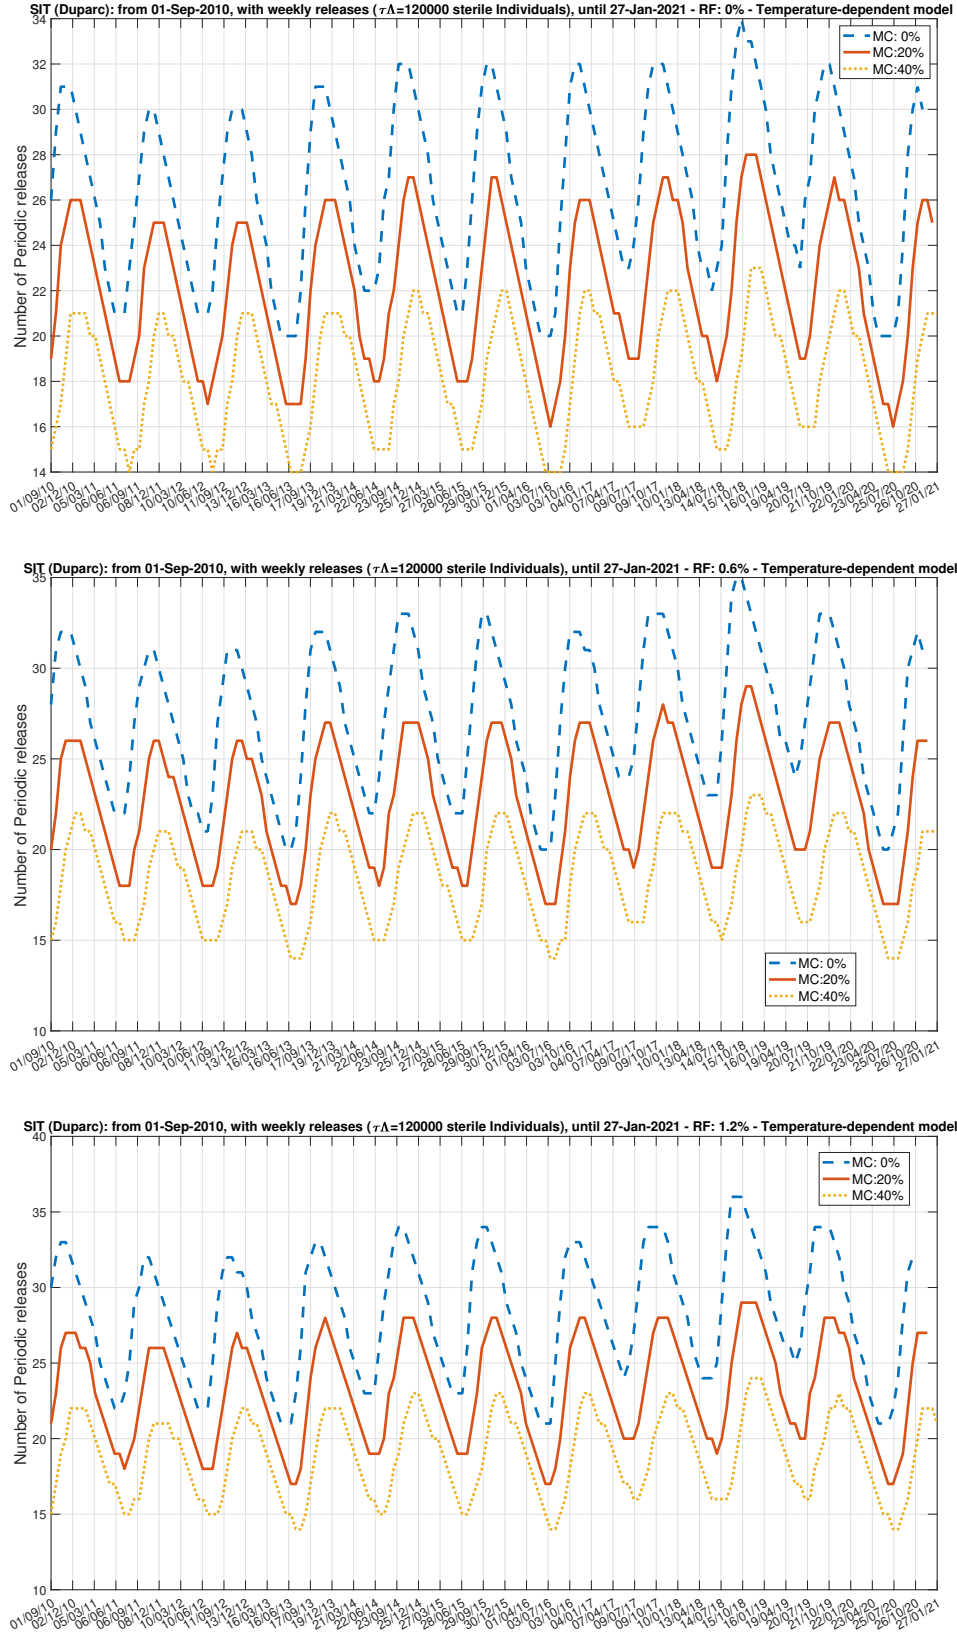 SIT (Duparc): from 01-Sep-2010, with weekly releases (τΛ=120000 sterile Individuals), until 27-Jan-2021 - RF: 0% - Temperature-dependent model
MC: 0%
MC:20%
MC:40%
Number of Periodic releases
34
32
30
28
26
24
22
20
18
16
14
01/09/10 02/12/10 05/03/11 06/06/11 07/09/11 09/12/11 10/03/12 10/06/12 11/09/12 13/12/12 16/03/13 16/06/13 17/09/13 19/12/13 21/03/14 22/06/14 23/09/14 25/12/14 28/03/15 28/06/15 29/09/15 30/12/15 01/04/16 03/07/16 03/10/16 04/01/17 07/04/17 09/07/17 09/10/17 10/01/18 13/04/18 14/07/18 15/10/18 16/01/19 19/04/19 20/07/19 21/10/19 22/01/20 23/04/20 25/07/20 26/10/20 27/01/21
SIT (Duparc): from 01-Sep-2010, with weekly releases (τΛ=120000 sterile Individuals), until 27-Jan-2021 - RF: 0.6% - Temperature-dependent model
35
30
25
20
15
10
Number of Periodic releases
MC: 0%
MC:20%
MC:40%
01/09/10 02/12/10 05/03/11 06/06/11 07/09/11 09/12/11 10/03/12 10/06/12 11/09/12 13/12/12 16/03/13 16/06/13 17/09/13 19/12/13 21/03/14 22/06/14 23/09/14 25/12/14 28/03/15 28/06/15 29/09/15 30/12/15 01/04/16 03/07/16 03/10/16 04/01/17 07/04/17 09/07/17 09/10/17 10/01/18 13/04/18 14/07/18 15/10/18 16/01/19 19/04/19 20/07/19 21/10/19 22/01/20 23/04/20 25/07/20 26/10/20 27/01/21
SIT (Duparc): from 01-Sep-2010, with weekly releases (τΛ=120000 sterile Individuals), until 27-Jan-2021 - RF: 1.2% - Temperature-dependent model
40
35
30
25
20
15
10
MC: 0%
MC:20%
MC:40%
Number of Periodic releases
01/09/10 02/12/10 05/03/11 06/06/11 07/09/11 09/12/11 10/03/12 10/06/12 11/09/12 13/12/12 16/03/13 16/06/13 17/09/13 19/12/13 21/03/14 22/06/14 23/09/14 25/12/14 28/03/15 28/06/15 29/09/15 30/12/15 01/04/16 03/07/16 03/10/16 04/01/17 07/04/17 09/07/17 09/10/17 10/01/18 13/04/18 14/07/18 15/10/18 16/01/19 19/04/19 20/07/19 21/10/19 22/01/20 23/04/20 25/07/20 26/10/20 27/01/21